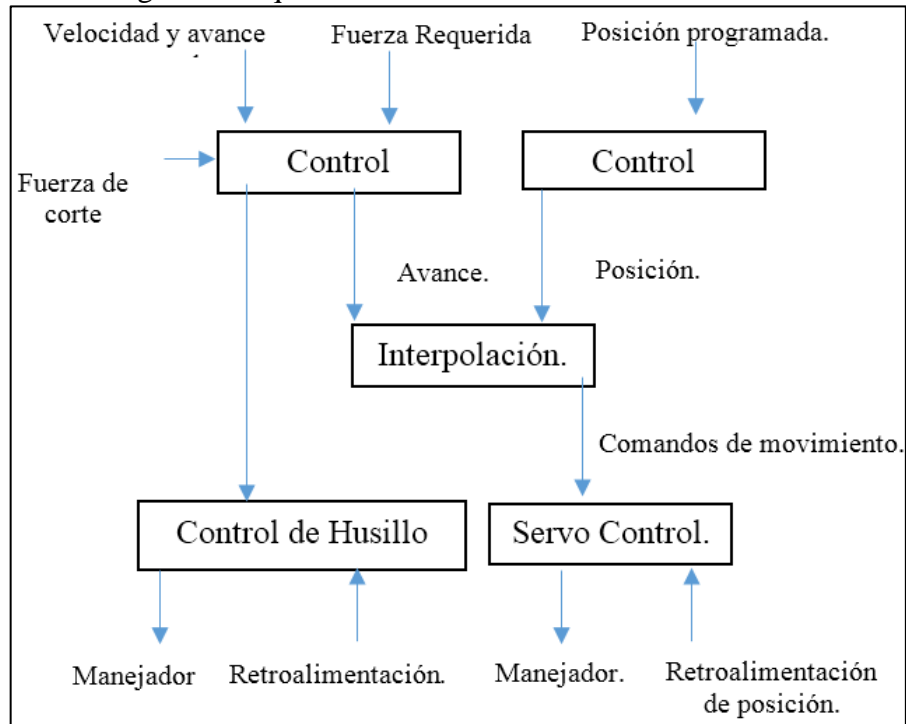 Velocidad y avance
Fuerza Requerida
Posición programada.
Control
Control
Fuerza de
corte
Avance.
Posición.
Interpolación.
Comandos de movimiento.
Control de Husillo
Servo Control.
Manejador
Retroalimentación.
Manejador.
Retroalimentación
de posición.